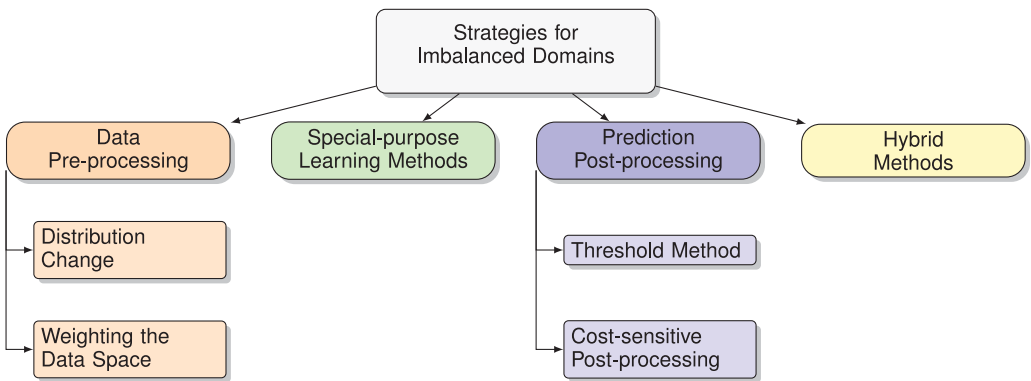 Strategies for
Imbalanced Domains
Data
Pre-processing
Special-purpose
Learning Methods
Prediction
Post-processing
Hybrid
Methods
Distribution
Change
Threshold Method
Weighting the
Data Space
Cost-sensitive
Post-processing